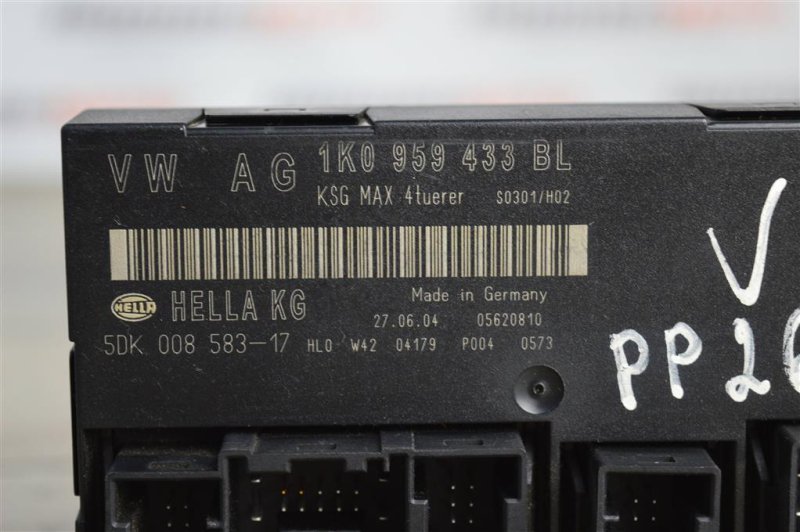 VW AG 1K0 959 433 BL
KSG MAX 4tuerer S0301/H02
HELLA HELLA KG Made in Germany
27.06.04 05620810
5DK 008 583-17 HLO W42 04179 P004 0573
V
PP26